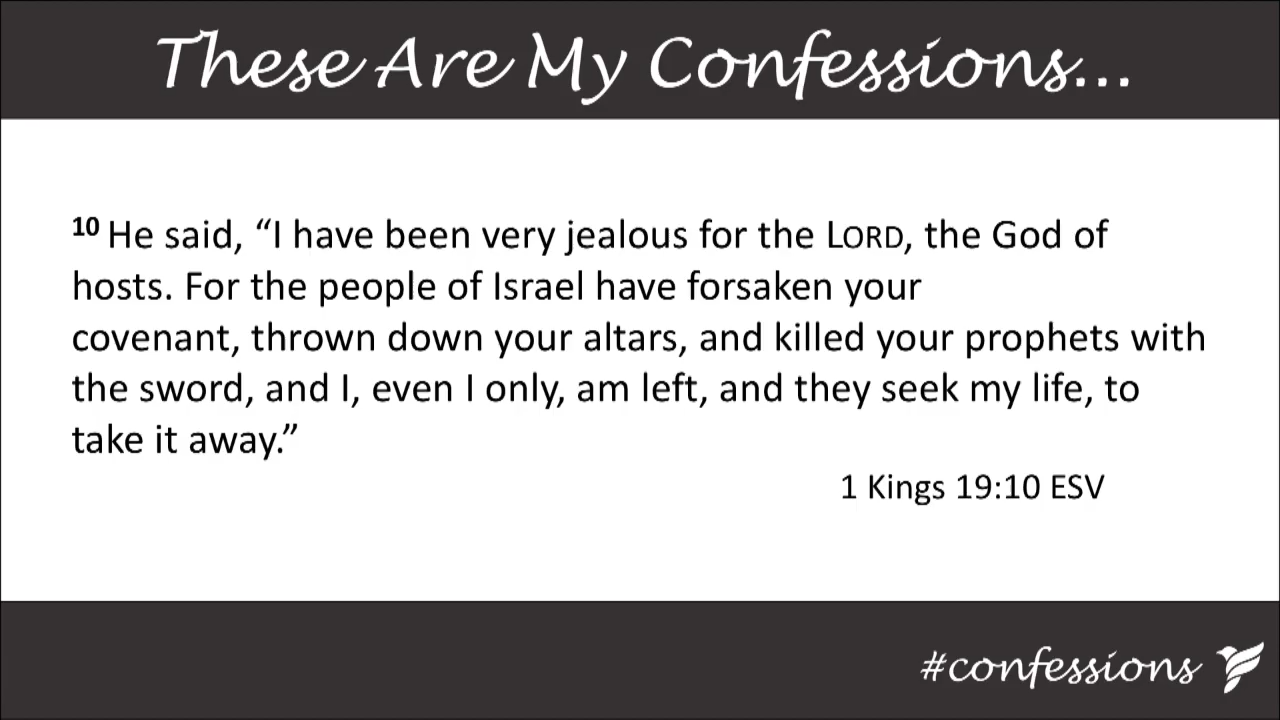 These Are My Confessions...
10 He said, “I have been very jealous for the LORD, the God of
hosts. For the people of Israel have forsaken your
covenant, thrown down your altars, and killed your prophets with
the sword, and I, even I only, am left, and they seek my life, to
take it away.”
1 Kings 19:10 ESV
#confessions